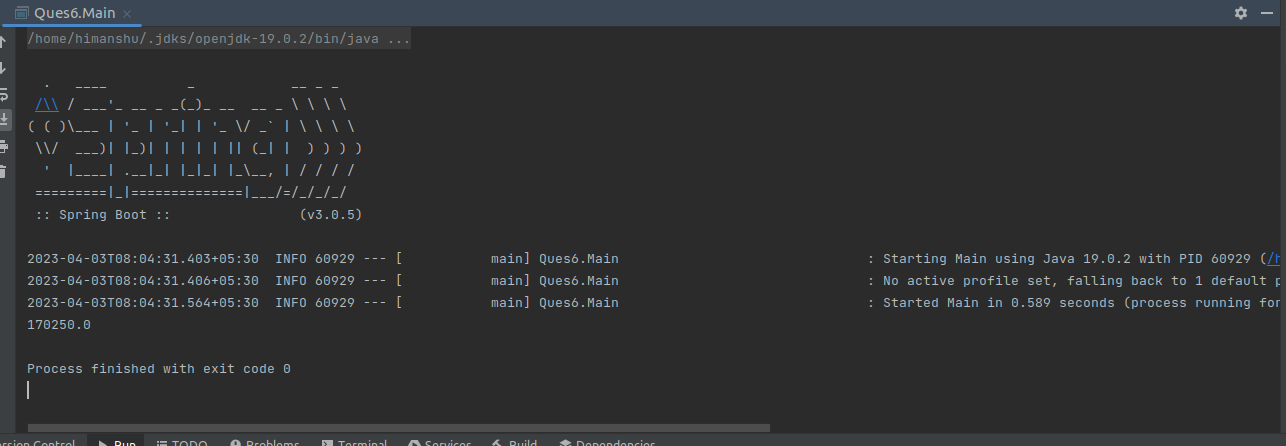 Ques6.Main
/home/himanshu/.jdks/openjdk-19.0.2/bin/java ...
  .   ____          _            __ _ _
 /\\ / ___'_ __ _ _(_)_ __  __ _ \ \ \ \
( ( )\___ | '_ | '_| | '_ \/ _` | \ \ \ \
 \\/  ___)| |_)| | | | | || (_| |  ) ) ) )
  '  |____| .__|_| |_|_| |_\__, | / / / /
 =========|_|==============|___/=/_/_/_/
 :: Spring Boot ::                (v3.0.5)
2023-04-03T08:04:31.403+05:30  INFO 60929 --- [           main] Ques6.Main                               : Starting Main using Java 19.0.2 with PID 60929 (/h
2023-04-03T08:04:31.406+05:30  INFO 60929 --- [           main] Ques6.Main                               : No active profile set, falling back to 1 default p
2023-04-03T08:04:31.564+05:30  INFO 60929 --- [           main] Ques6.Main                               : Started Main in 0.589 seconds (process running for
170250.0
Process finished with exit code 0
ersion Control Run TODO Problems Terminal Services Build Dependencies